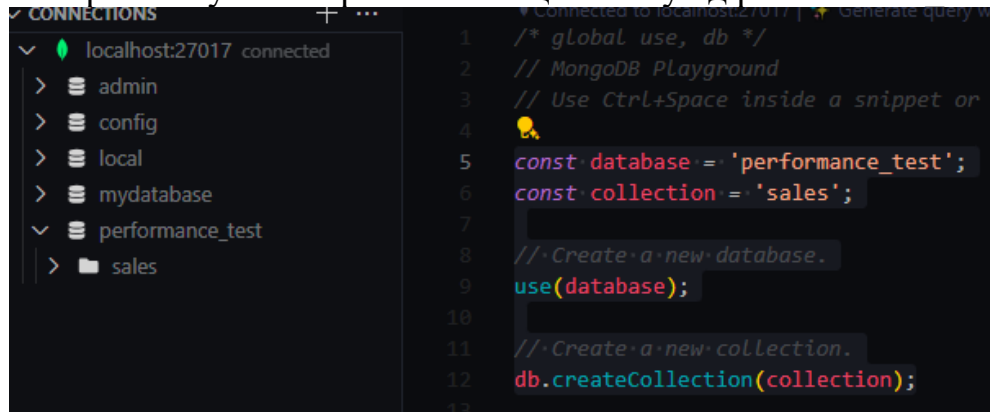 CONNECTIONS
localhost:27017 connected
admin
config
local
mydatabase
performance_test
sales
Connected to localhost:27017 | ✨ Generate query
1 /* global use, db */
2 // MongoDB Playground
3 // Use Ctrl+Space inside a snippet or
4
5 const database = 'performance_test';
6 const collection = 'sales';
7
8 // Create a new database.
9 use(database);
10
11 // Create a new collection.
12 db.createCollection(collection);
13